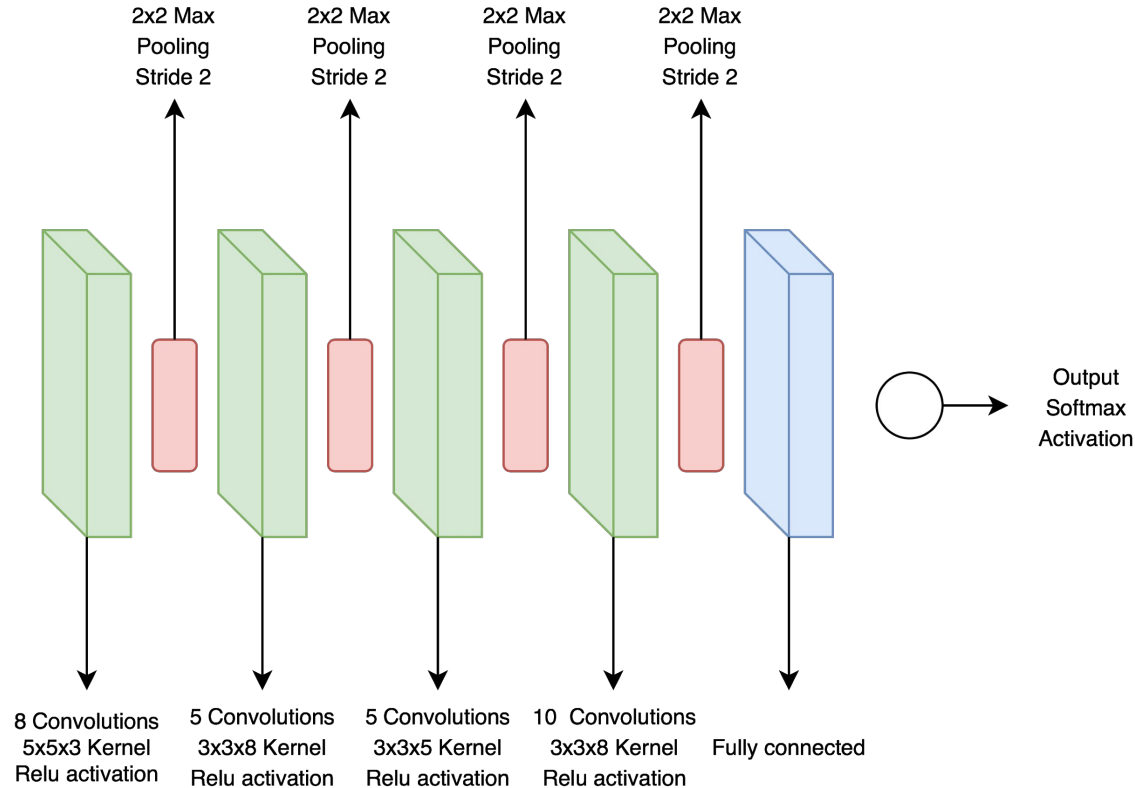 2x2 Max
Pooling
Stride 2
2x2 Max
Pooling
Stride 2
2x2 Max
Pooling
Stride 2
2x2 Max
Pooling
Stride 2
Output
Softmax
Activation
8 Convolutions
5x5x3 Kernel
Relu activation
5 Convolutions
3x3x8 Kernel
Relu activation
5 Convolutions
3x3x5 Kernel
Relu activation
10 Convolutions
3x3x8 Kernel
Relu activation
Fully connected